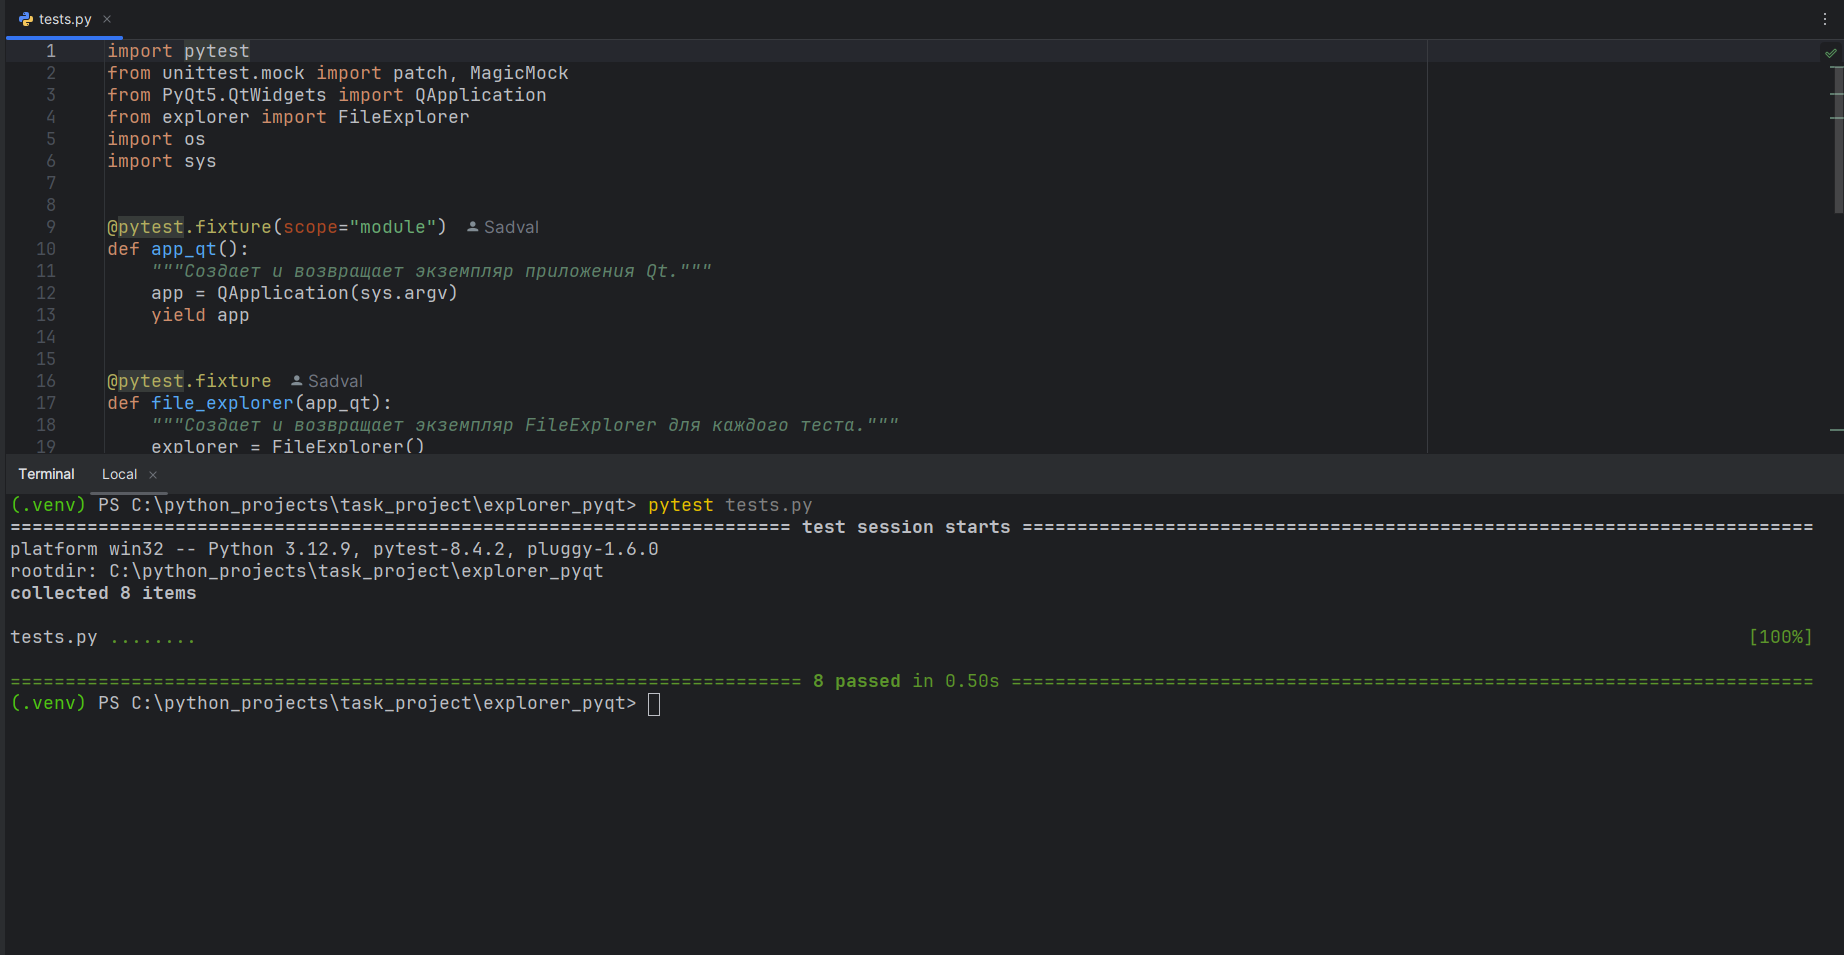 tests.py
1 import pytest
2 from unittest.mock import patch, MagicMock
3 from PyQt5.QtWidgets import QApplication
4 from explorer import FileExplorer
5 import os
6 import sys
7
8
9 @pytest.fixture(scope="module") Sadval
10 def app_qt():
11 """Создает и возвращает экземпляр приложения Qt."""
12 app = QApplication(sys.argv)
13 yield app
14
15
16 @pytest.fixture Sadval
17 def file_explorer(app_qt):
18 """Создает и возвращает экземпляр FileExplorer для каждого теста."""
19 explorer = FileExplorer()
Terminal Local
(.venv) PS C:\python_projects\task_project\explorer_pyqt> pytest tests.py
======================================================================= test session starts ========================================================================
platform win32 -- Python 3.12.9, pytest-8.4.2, pluggy-1.6.0
rootdir: C:\python_projects\task_project\explorer_pyqt
collected 8 items
tests.py ........ [100%]
======================================================================== 8 passed in 0.50s =========================================================================
(.venv) PS C:\python_projects\task_project\explorer_pyqt>